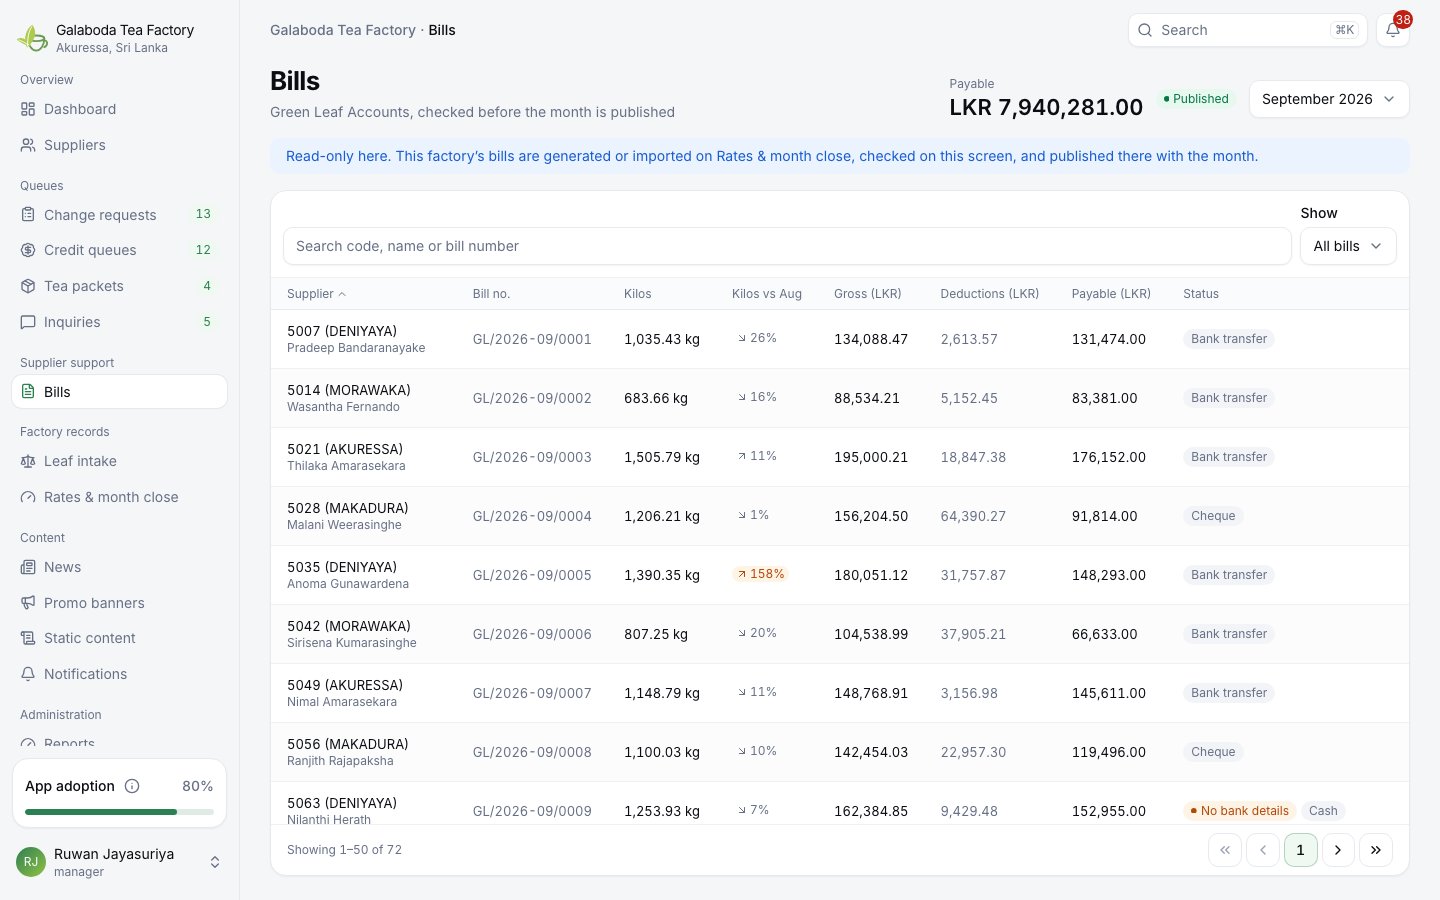 Galaboda Tea Factory
Akuressa, Sri Lanka
Overview
Dashboard
Suppliers
Queues
Change requests 13
Credit queues 12
Tea packets 4
Inquiries 5
Supplier support
Bills
Factory records
Leaf intake
Rates & month close
Content
News
Promo banners
Static content
Notifications
Administration
Reports
App adoption 80%
RJ
Ruwan Jayasuriya
manager
Galaboda Tea Factory · Bills
Search ⌘K
38
Bills
Green Leaf Accounts, checked before the month is published
Payable
LKR 7,940,281.00
Published
September 2026
Read-only here. This factory’s bills are generated or imported on Rates & month close, checked on this screen, and published there with the month.
Show
Search code, name or bill number
All bills
Supplier Bill no. Kilos Kilos vs Aug Gross (LKR) Deductions (LKR) Payable (LKR) Status
5007 (DENIYAYA)
Pradeep Bandaranayake
GL/2026-09/0001 1,035.43 kg 26% 134,088.47 2,613.57 131,474.00 Bank transfer
5014 (MORAWAKA)
Wasantha Fernando
GL/2026-09/0002 683.66 kg 16% 88,534.21 5,152.45 83,381.00 Bank transfer
5021 (AKURESSA)
Thilaka Amarasekara
GL/2026-09/0003 1,505.79 kg 11% 195,000.21 18,847.38 176,152.00 Bank transfer
5028 (MAKADURA)
Malani Weerasinghe
GL/2026-09/0004 1,206.21 kg 1% 156,204.50 64,390.27 91,814.00 Cheque
5035 (DENIYAYA)
Anoma Gunawardena
GL/2026-09/0005 1,390.35 kg 158% 180,051.12 31,757.87 148,293.00 Bank transfer
5042 (MORAWAKA)
Sirisena Kumarasinghe
GL/2026-09/0006 807.25 kg 20% 104,538.99 37,905.21 66,633.00 Bank transfer
5049 (AKURESSA)
Nimal Amarasekara
GL/2026-09/0007 1,148.79 kg 11% 148,768.91 3,156.98 145,611.00 Bank transfer
5056 (MAKADURA)
Ranjith Rajapaksha
GL/2026-09/0008 1,100.03 kg 10% 142,454.03 22,957.30 119,496.00 Cheque
5063 (DENIYAYA)
Nilanthi Herath
GL/2026-09/0009 1,253.93 kg 7% 162,384.85 9,429.48 152,955.00 No bank details Cash
Showing 1–50 of 72
1